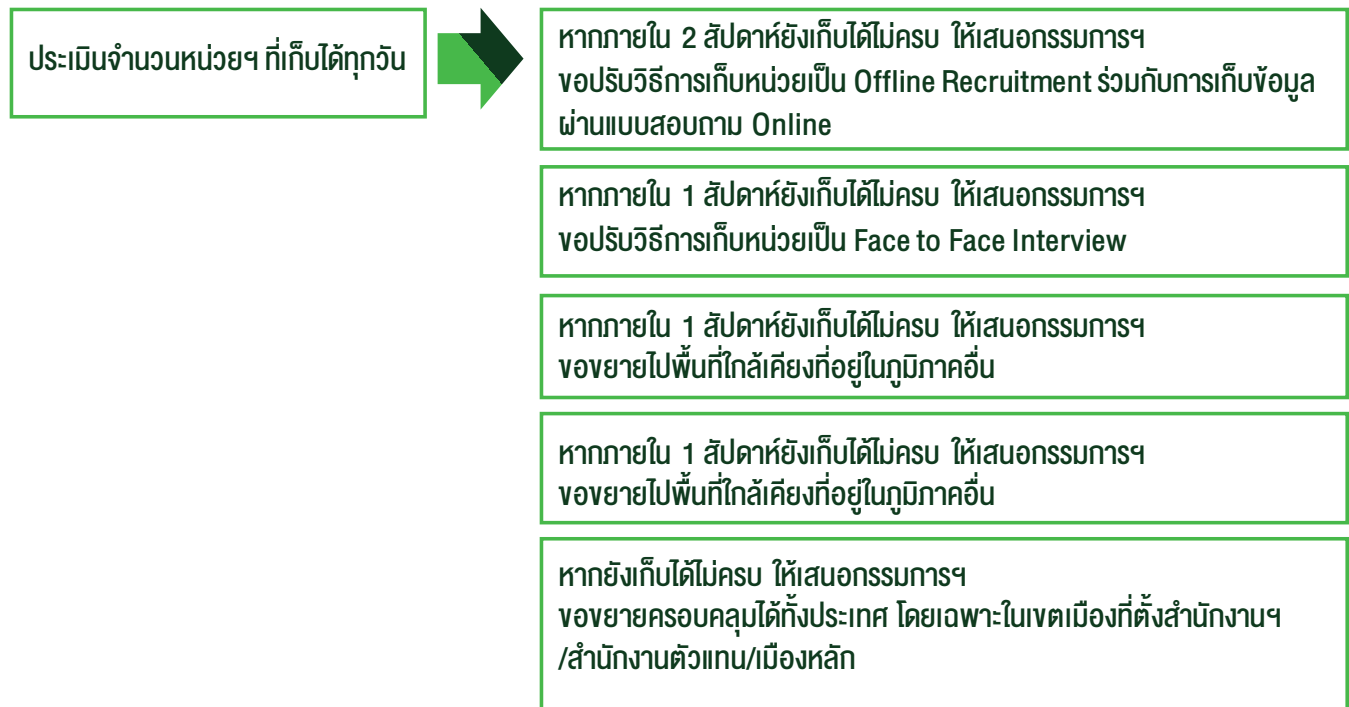 ประเมินจำนวนหน่วยฯ ที่เก็บได้ทุกวัน
หากภายใน 2 สัปดาห์ยังเก็บได้ไม่ครบ ให้เสนอกรรมการฯ
ขอปรับวิธีการเก็บหน่วยเป็น Offline Recruitment ร่วมกับการเก็บข้อมูล
ผ่านแบบสอบถาม Online
หากภายใน 1 สัปดาห์ยังเก็บได้ไม่ครบ ให้เสนอกรรมการฯ
ขอปรับวิธีการเก็บหน่วยเป็น Face to Face Interview
หากภายใน 1 สัปดาห์ยังเก็บได้ไม่ครบ ให้เสนอกรรมการฯ
ขอขยายไปพื้นที่ใกล้เคียงที่อยู่ในภูมิภาคอื่น
หากภายใน 1 สัปดาห์ยังเก็บได้ไม่ครบ ให้เสนอกรรมการฯ
ขอขยายไปพื้นที่ใกล้เคียงที่อยู่ในภูมิภาคอื่น
หากยังเก็บได้ไม่ครบ ให้เสนอกรรมการฯ
ขอขยายครอบคลุมได้ทั้งประเทศ โดยเฉพาะในเขตเมืองที่ตั้งสำนักงานฯ
/สำนักงานตัวแทน/เมืองหลัก